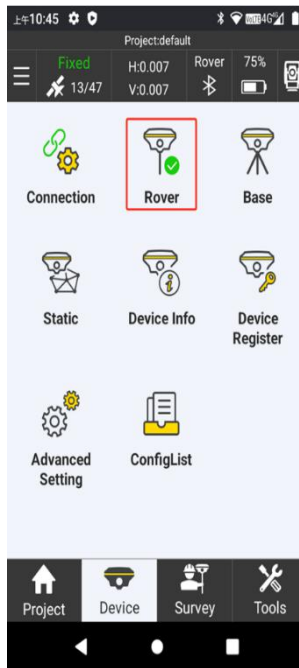 上午10:45
4G
Project:default
Fixed H:0.007 Rover 75%
13/47 V:0.007
Connection Rover Base
Static Device Info Device
Register
Advanced ConfigList
Setting
Project Device Survey Tools